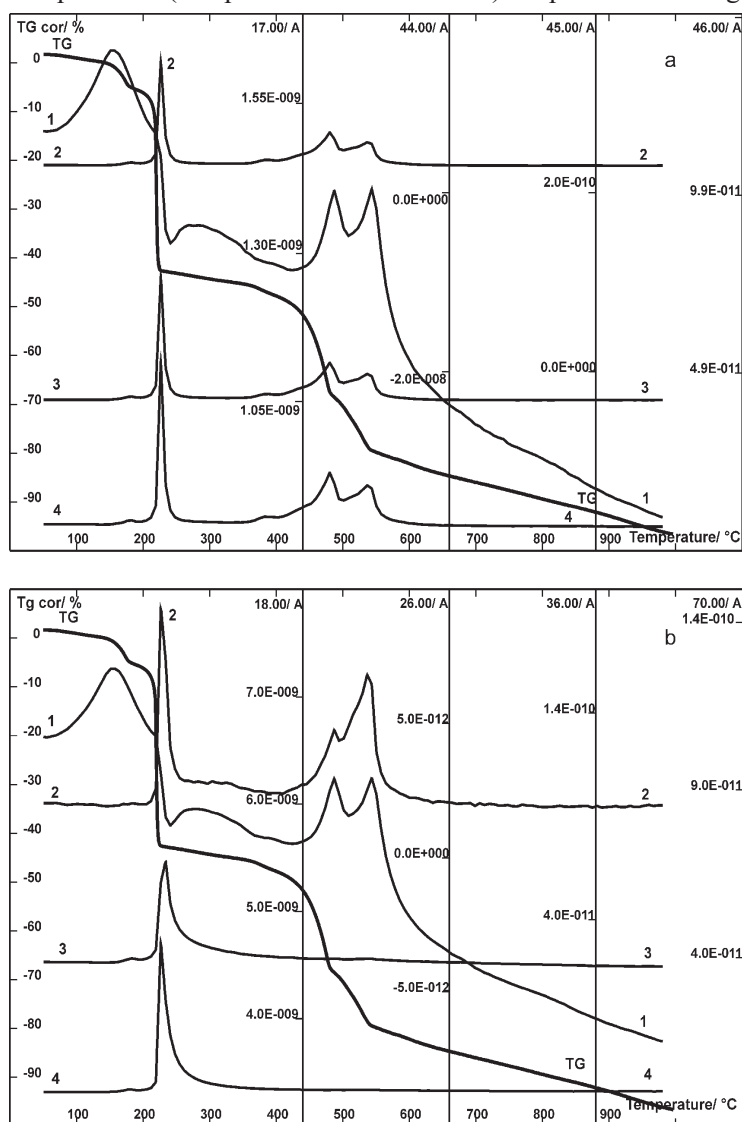 TG cor/ % 17.00/ A 44.00/ A 45.00/ A 46.00/ A
TG
0
2
a
1.55E-009
-10
1
2
2
-20
2.0E-010
9.9E-011
0.0E+000
-30
1.30E-009
-40
-50
4.9E-011
0.0E+000
-60
-2.0E-008
3
3
-70
1.05E-009
-80
-90
4
TG
1
4
Temperature/ °C
100 200 300 500 600 700 800 900
Tg cor/ % 18.00/ A 26.00/ A 36.00/ A 70.00/ A
TG
2
1.4E-010
0
b
-10
7.0E-009
1.4E-010
1
5.0E-012
-20
-30
2
6.0E-009
2
9.0E-011
-40
0.0E+000
-50
5.0E-009
4.0E-011
-60
3
3
4.0E-011
-70
-5.0E-012
-80
4.0E-009
1
TG
-90
4
4
Temperature/ °C
100 200 300 500 600 700 800 900